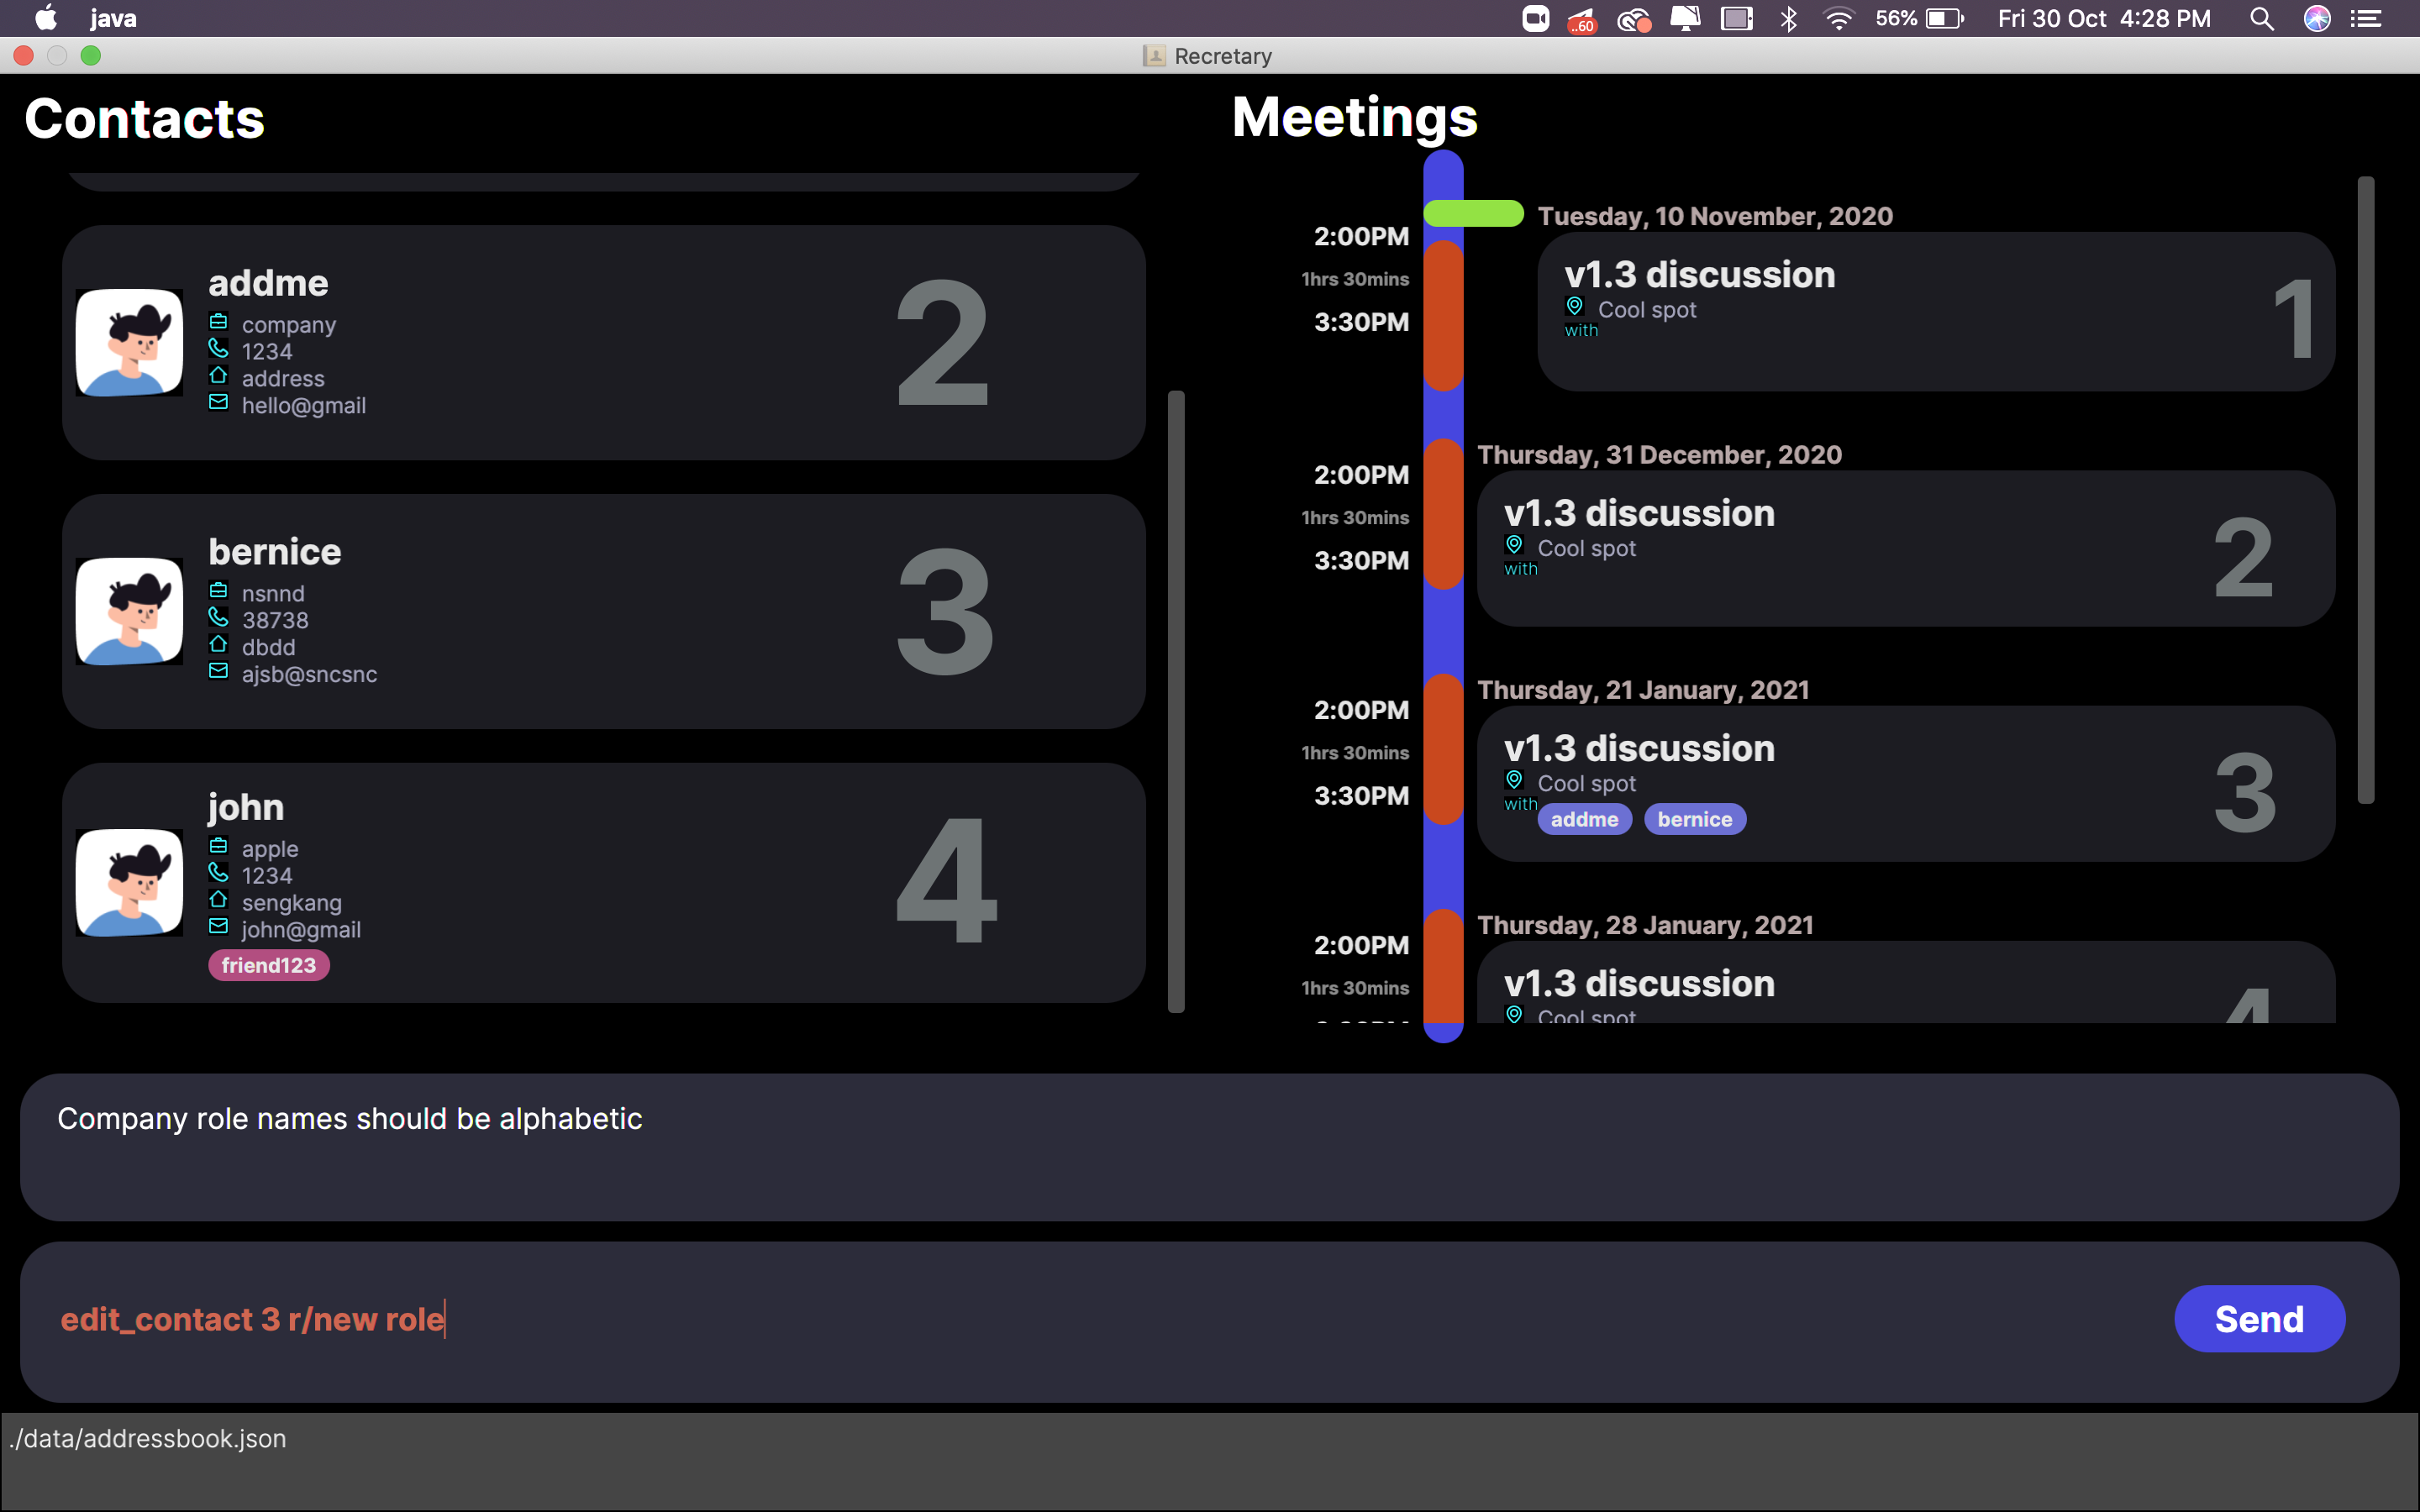 java
..60
56%
Fri 30 Oct 4:28 PM
Recretary
Contacts
addme
company
1234
address
hello@gmail
2
bernice
nsnnd
38738
dbdd
ajsb@sncsnc
3
john
apple
1234
sengkang
john@gmail
friend123
4
Meetings
Tuesday, 10 November, 2020
2:00PM
1hrs 30mins
3:30PM
v1.3 discussion
Cool spot
with
1
Thursday, 31 December, 2020
2:00PM
1hrs 30mins
3:30PM
v1.3 discussion
Cool spot
with
2
Thursday, 21 January, 2021
2:00PM
1hrs 30mins
3:30PM
v1.3 discussion
Cool spot
with
addme bernice
3
Thursday, 28 January, 2021
2:00PM
1hrs 30mins
v1.3 discussion
Cool spot
4
Company role names should be alphabetic
edit_contact 3 r/new role
Send
./data/addressbook.json